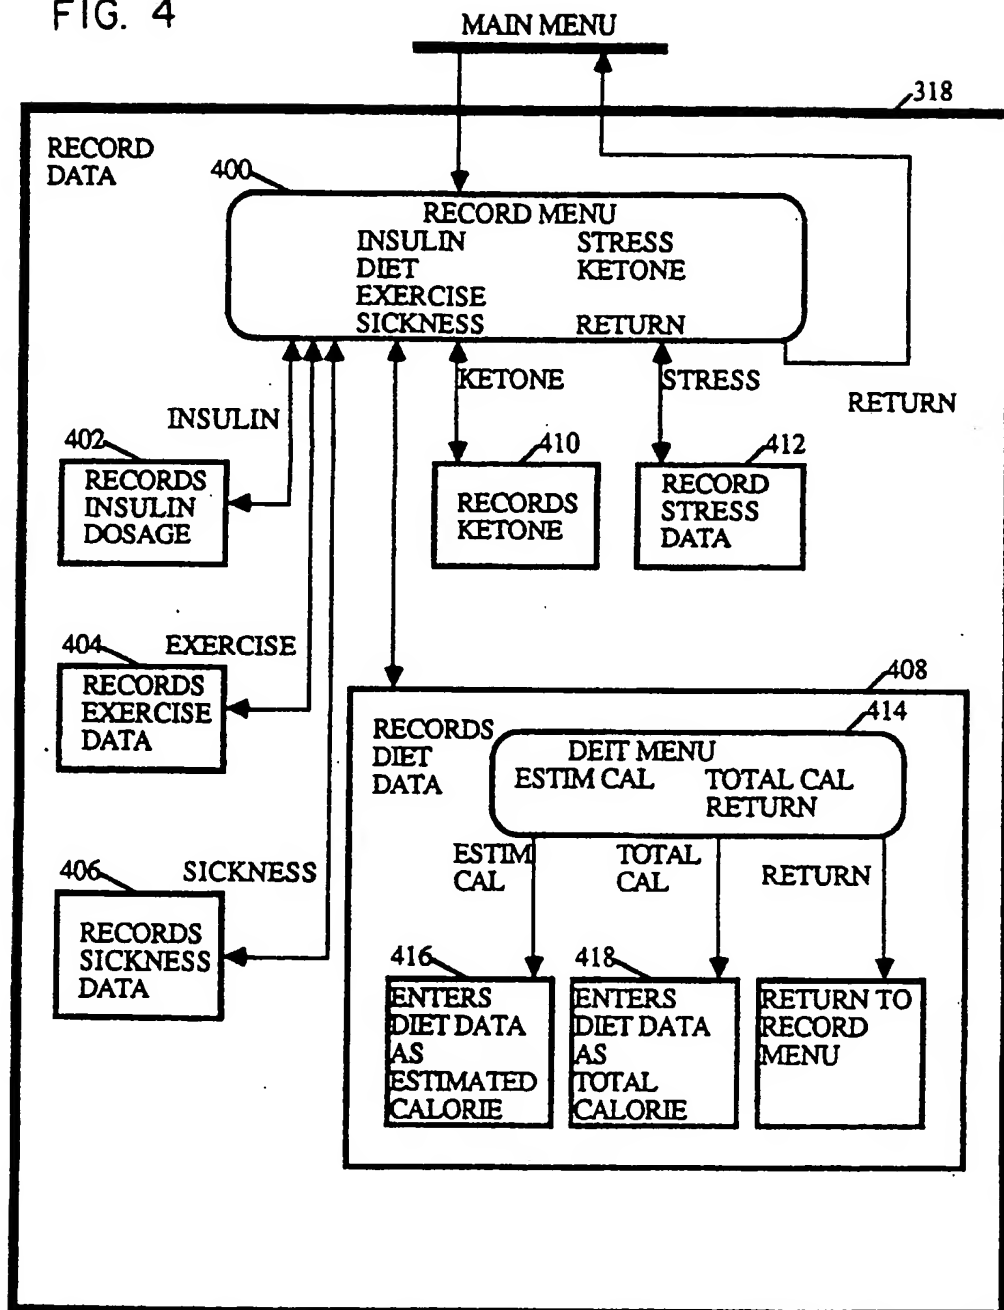 FIG. 4
MAIN MENU
318
RECORD
DATA
400
RECORD MENU
INSULIN STRESS
DIET KETONE
EXERCISE
SICKNESS RETURN
KETONE
STRESS
RETURN
INSULIN
402
RECORDS
INSULIN
DOSAGE
410
RECORDS
KETONE
412
RECORD
STRESS
DATA
404
EXERCISE
RECORDS
EXERCISE
DATA
408
RECORDS
DIET
DATA
414
DEIT MENU
ESTIM CAL TOTAL CAL
RETURN
ESTIM
CAL
TOTAL
CAL
RETURN
406
SICKNESS
RECORDS
SICKNESS
DATA
416
ENTERS
DIET DATA
AS
ESTIMATED
CALORIE
418
ENTERS
DIET DATA
AS
TOTAL
CALORIE
RETURN TO
RECORD
MENU